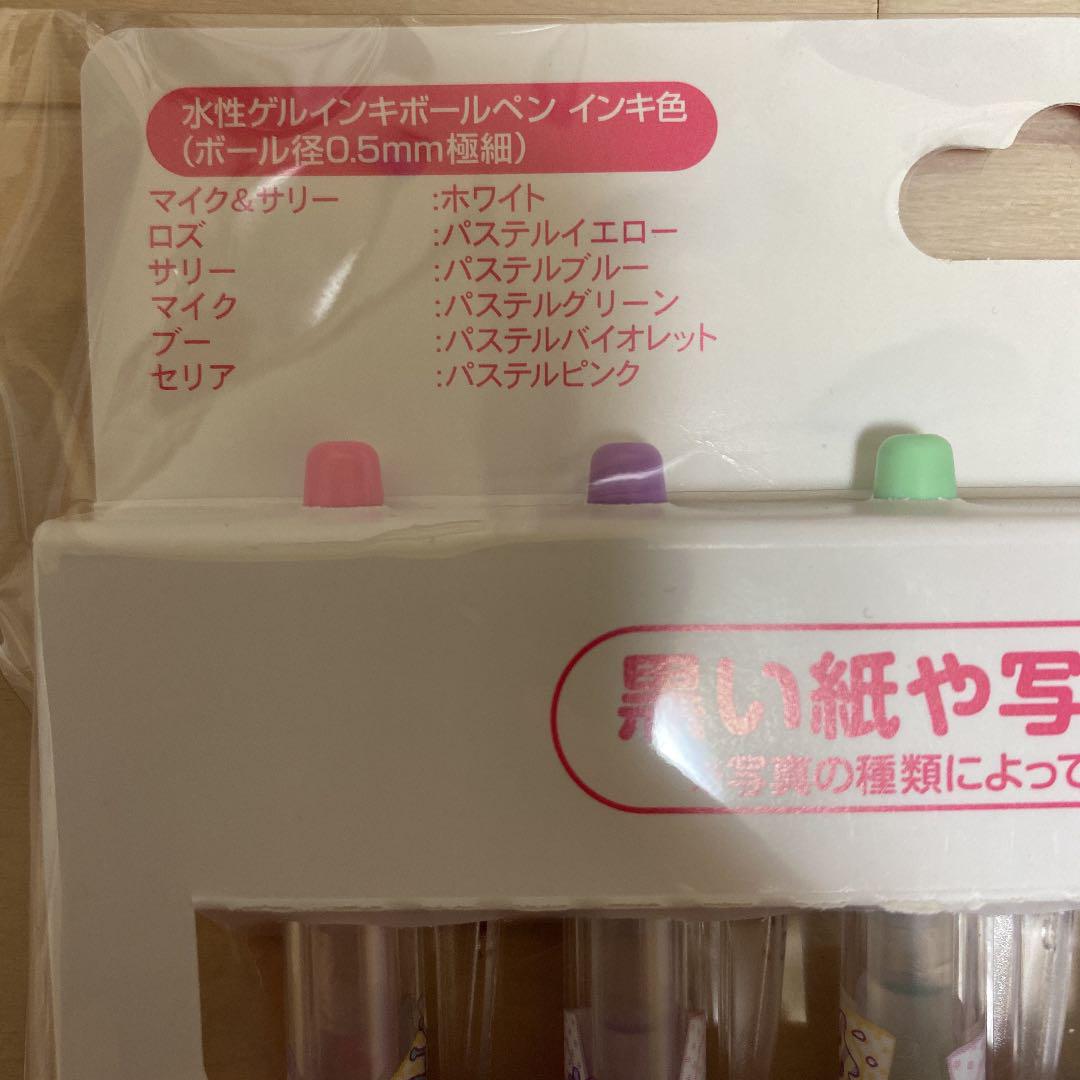 水性ゲルインキボールペン インキ色
(ボール径0.5mm極細)
マイク&サリー :ホワイト
ロズ :パステルイエロー
サリー :パステルブルー
マイク :パステルグリーン
ブー :パステルバイオレット
セリア :パステルピンク
黒い紙や写
写真の種類によって